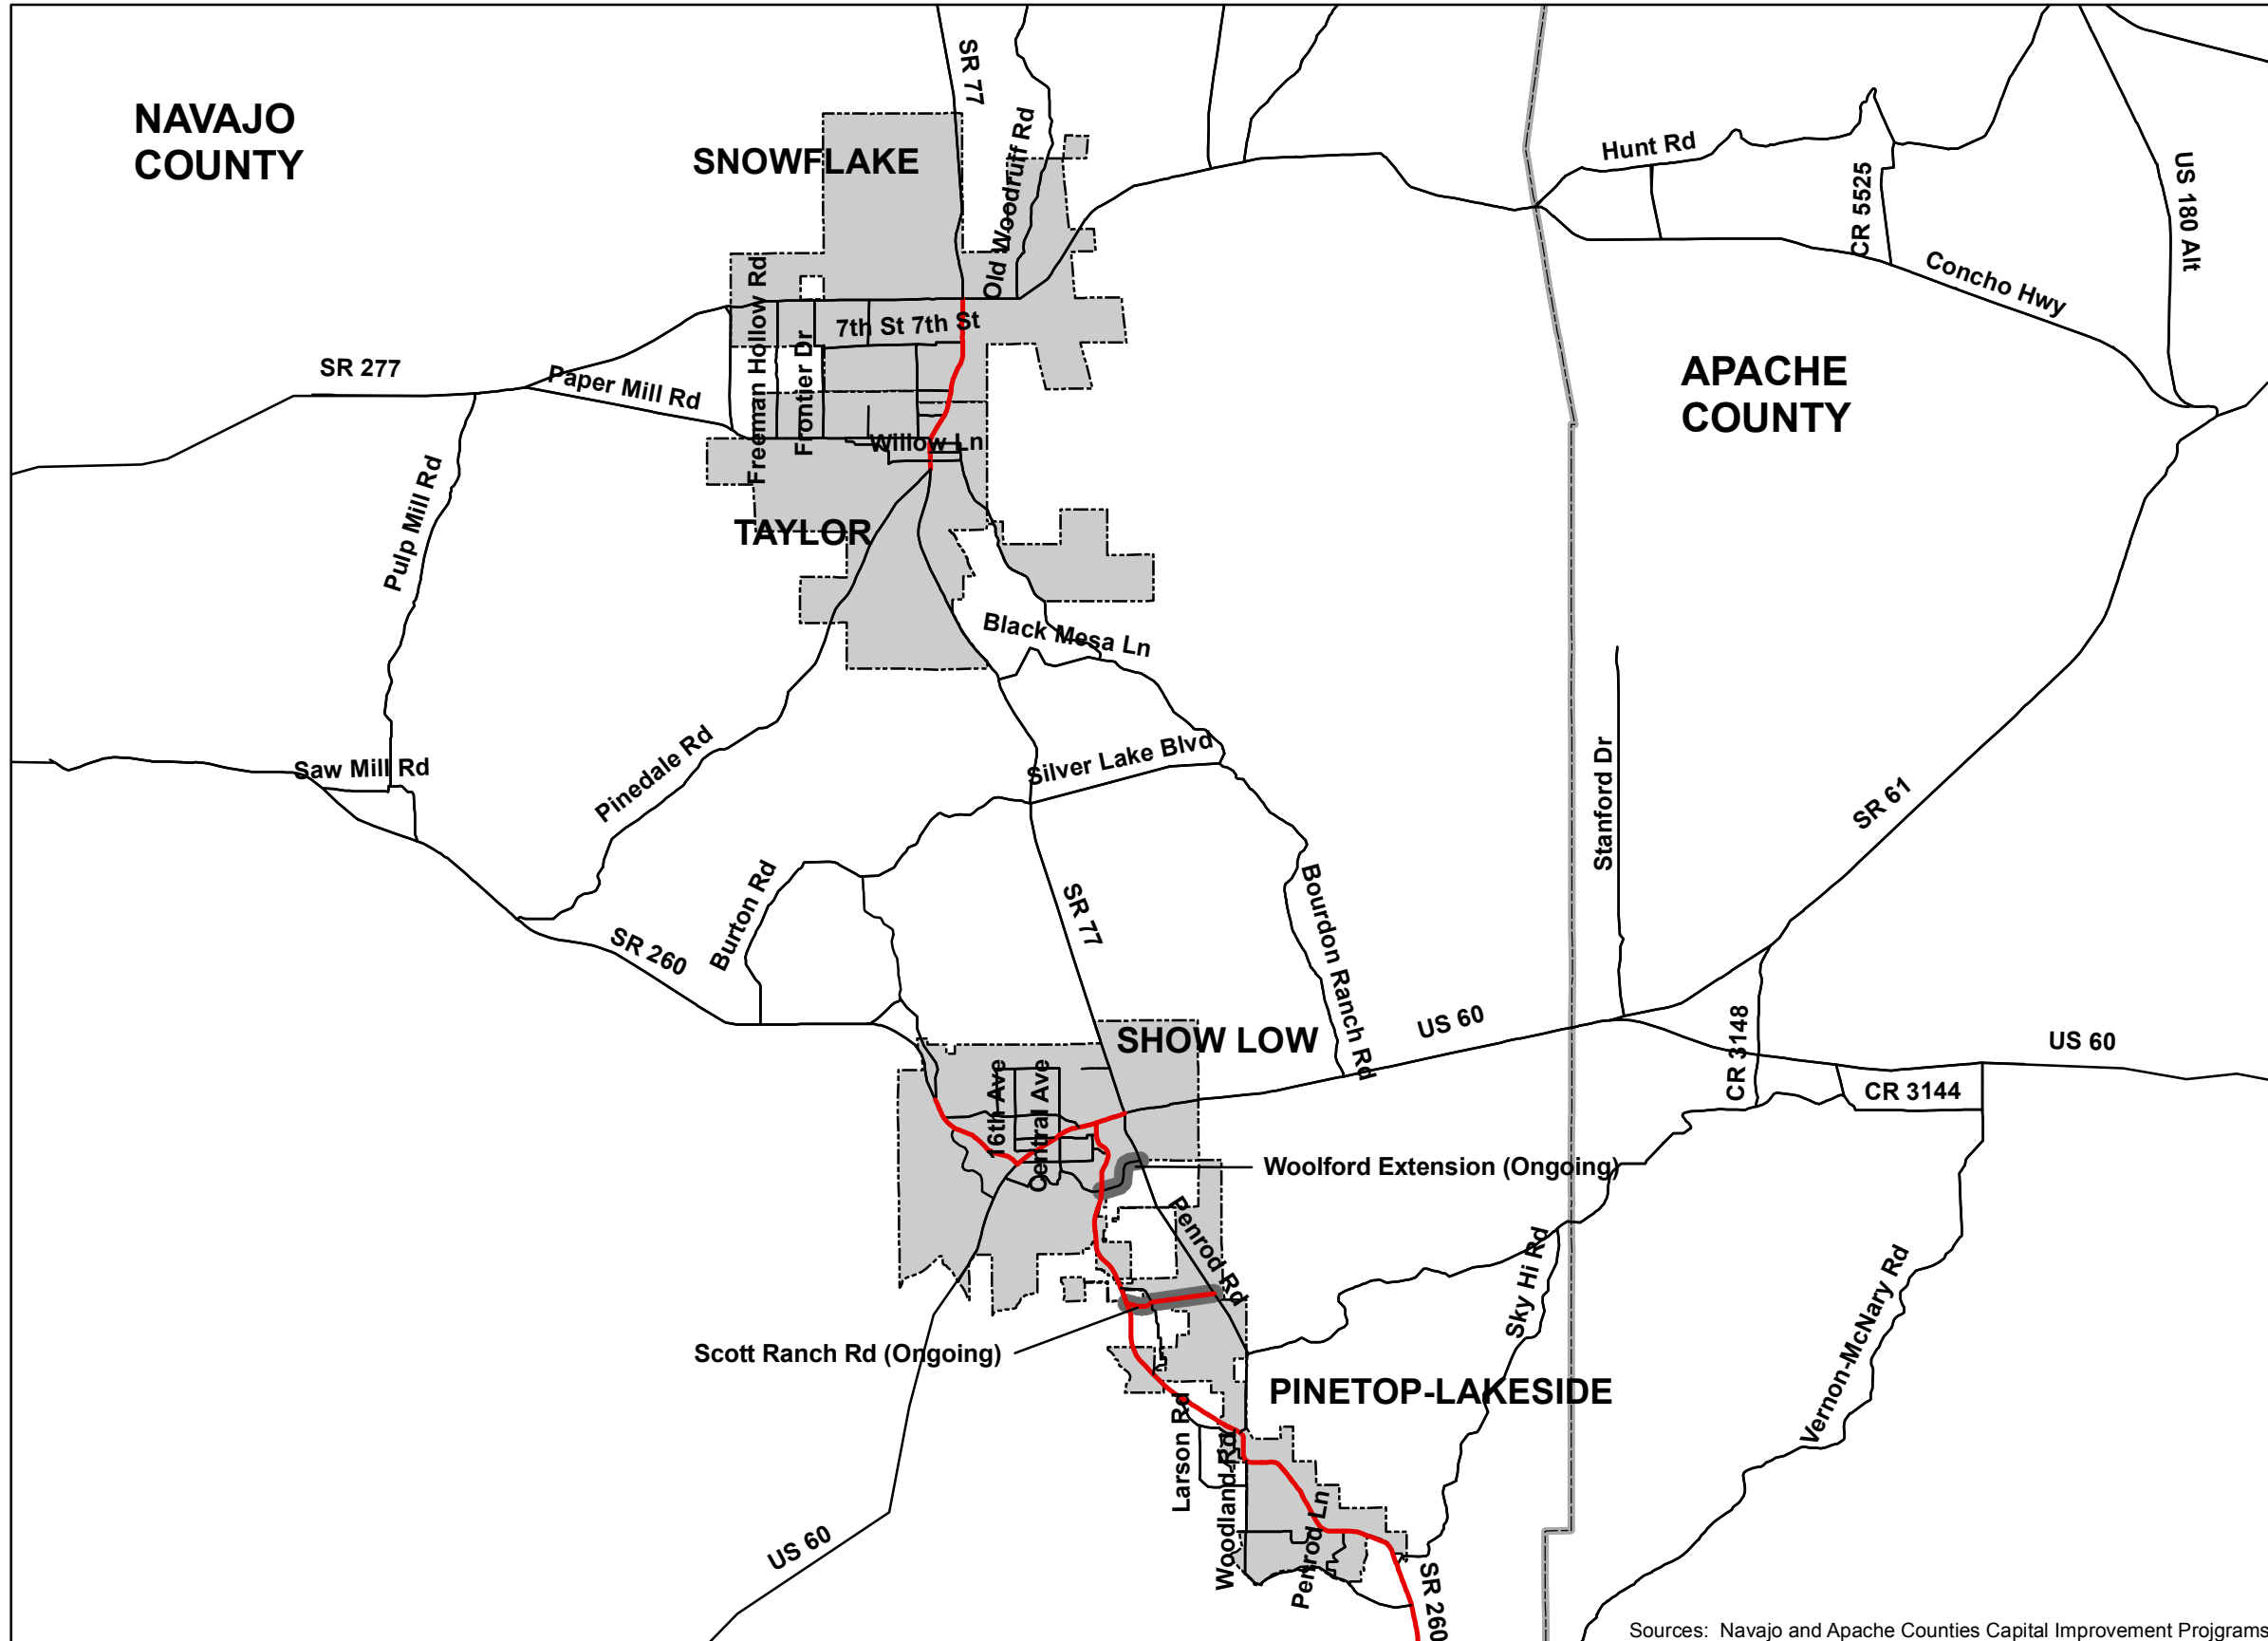 SR 77
NAVAJO
COUNTY
SNOWFLAKE
Old Woodruff Rd
Hunt Rd
CR 5525
US 180 Alt
Concho Hwy
Freeman Hollow Rd
Frontier Dr
7th St 7th St
SR 277
Paper Mill Rd
APACHE
COUNTY
Willow Ln
Pulp Mill Rd
TAYLOR
Black Mesa Ln
Saw Mill Rd
Pinedale Rd
Silver Lake Blvd
Stanford Dr
SR 61
Burton Rd
SR 77
Bourdon Ranch Rd
SR 260
SHOW LOW
US 60
CR 3148
US 60
16th Ave
Central Ave
CR 3144
Woolford Extension (Ongoing)
Penrod Rd
Sky Hi Rd
Vernon-McNary Rd
Scott Ranch Rd (Ongoing)
PINETOP-LAKESIDE
Larson Rd
Woodland Rd
Penrod Ln
US 60
SR 260
Sources: Navajo and Apache Counties Capital Improvement Projgrams